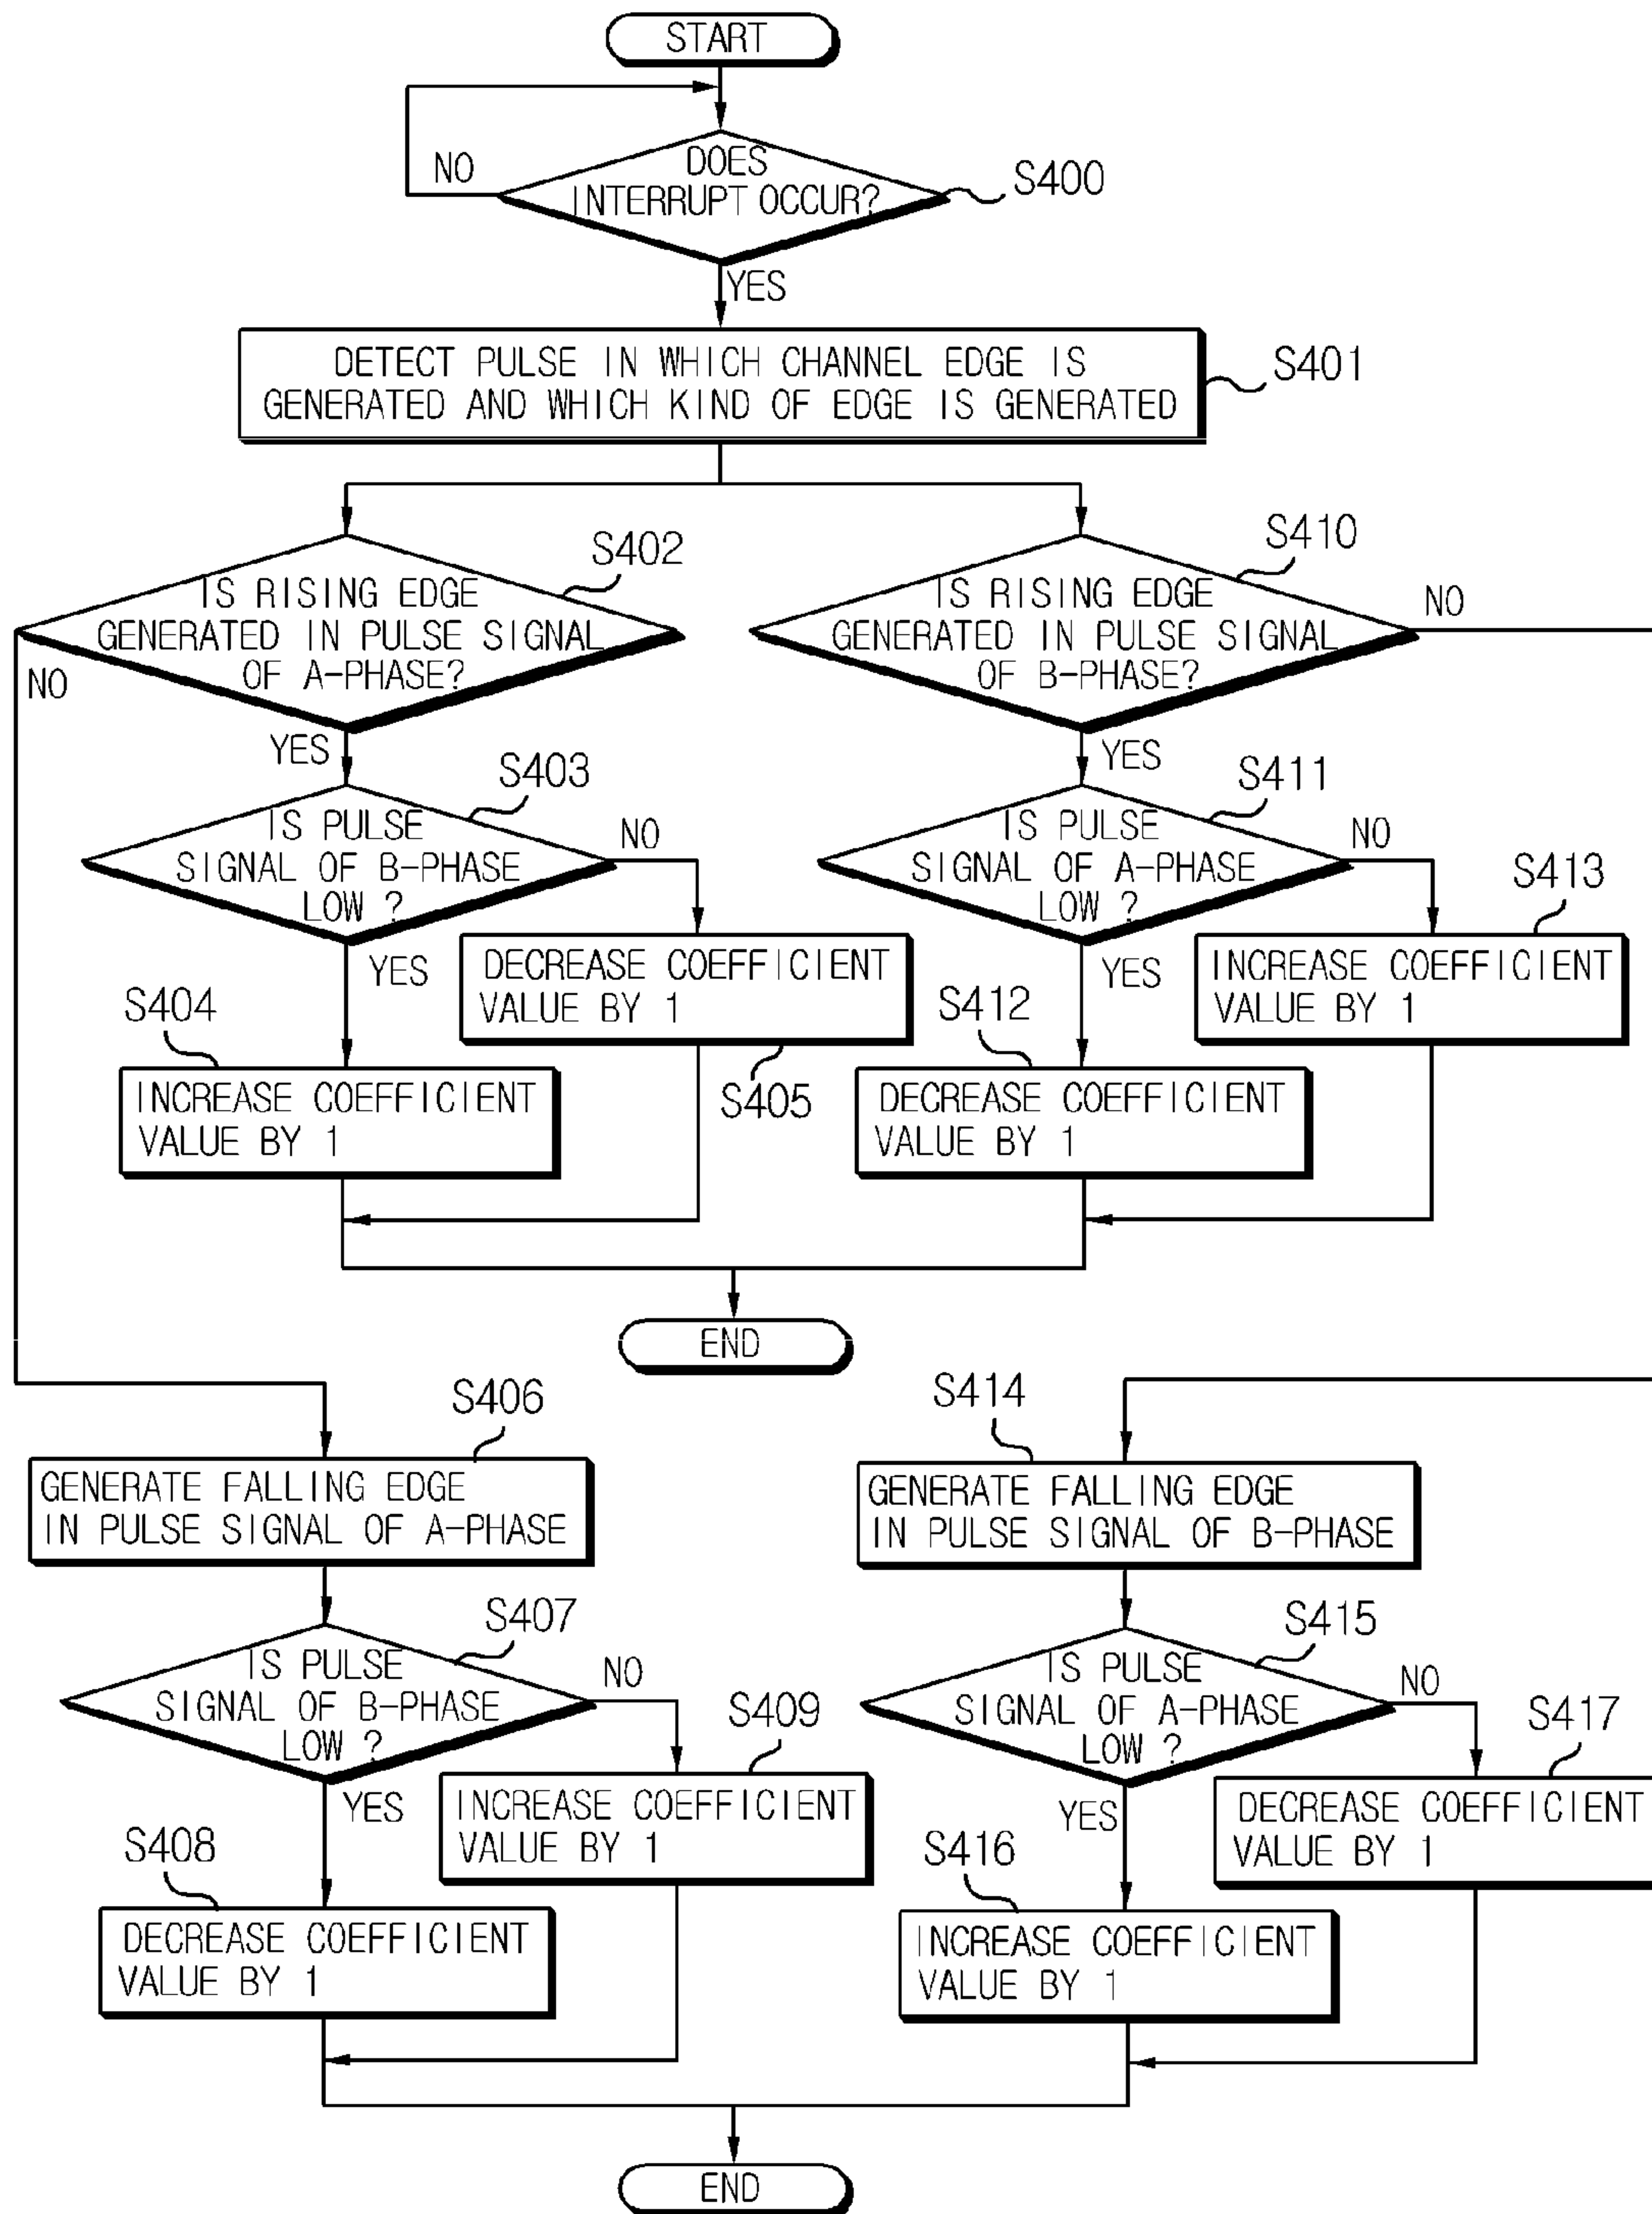 START
DOES
INTERRUPT OCCUR?
S400
NO
YES
DETECT PULSE IN WHICH CHANNEL EDGE IS
GENERATED AND WHICH KIND OF EDGE IS GENERATED
S401
S402
IS RISING EDGE
GENERATED IN PULSE SIGNAL
OF A-PHASE?
NO
YES
S410
IS RISING EDGE
GENERATED IN PULSE SIGNAL
OF B-PHASE?
NO
YES
S403
IS PULSE
SIGNAL OF B-PHASE
LOW ?
NO
YES
S411
IS PULSE
SIGNAL OF A-PHASE
LOW ?
NO
YES
S413
DECREASE COEFFICIENT
VALUE BY 1
S405
INCREASE COEFFICIENT
VALUE BY 1
S404
INCREASE COEFFICIENT
VALUE BY 1
S412
DECREASE COEFFICIENT
VALUE BY 1
END
S406
GENERATE FALLING EDGE
IN PULSE SIGNAL OF A-PHASE
S414
GENERATE FALLING EDGE
IN PULSE SIGNAL OF B-PHASE
S407
IS PULSE
SIGNAL OF B-PHASE
LOW ?
NO
YES
S415
IS PULSE
SIGNAL OF A-PHASE
LOW ?
NO
YES
S409
INCREASE COEFFICIENT
VALUE BY 1
S417
DECREASE COEFFICIENT
VALUE BY 1
S408
DECREASE COEFFICIENT
VALUE BY 1
S416
INCREASE COEFFICIENT
VALUE BY 1
END